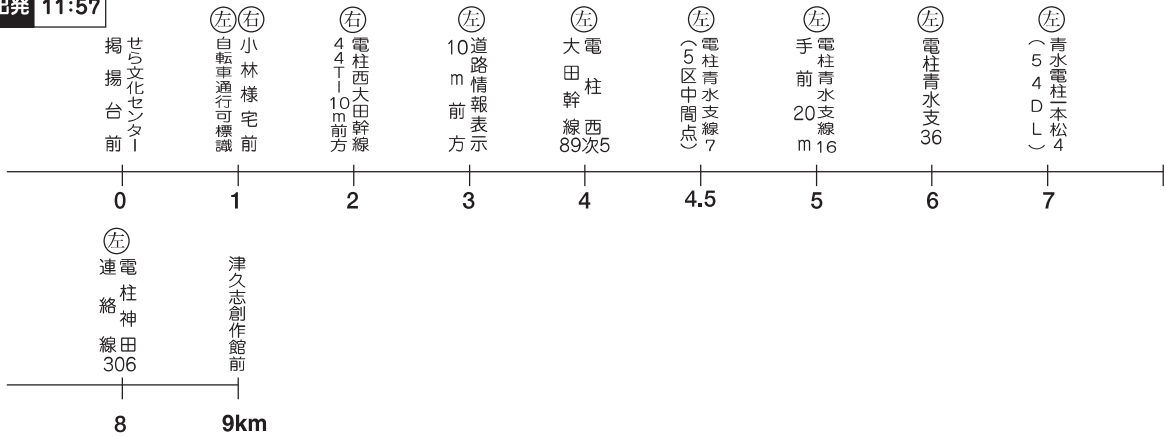 出発 11:57
せら文化センター
掲揚台前
0
左 右
小林様宅前
自転車通行可標識
1
右
電柱西大田幹線
44T-10m前方
2
左
道路情報表示
10m前方
3
左
電柱西次5
大田幹線89
4
左
電柱青水支線7
(5区中間点)
4.5
左
電柱青水支線16
手前20m
5
左
電柱青水支36
6
左
青水電柱一本松4
(54DL)
7
左
電柱神田
連絡線306
8
津久志創作館前
9km